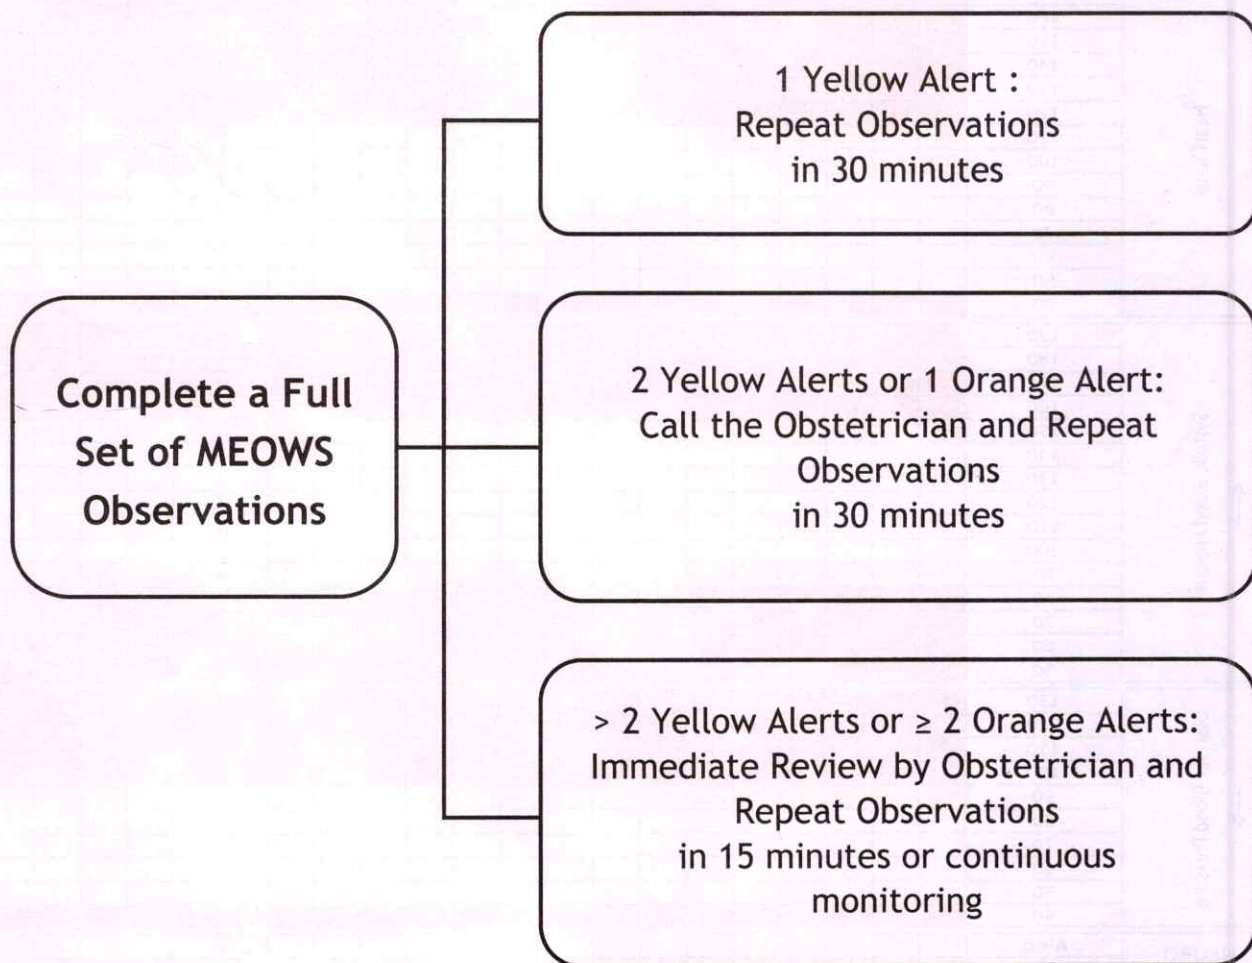 1 Yellow Alert :
Repeat Observations
in 30 minutes
Complete a Full
Set of MEOWS
Observations
2 Yellow Alerts or 1 Orange Alert:
Call the Obstetrician and Repeat
Observations
in 30 minutes
> 2 Yellow Alerts or ≥ 2 Orange Alerts:
Immediate Review by Obstetrician and
Repeat Observations
in 15 minutes or continuous
monitoring